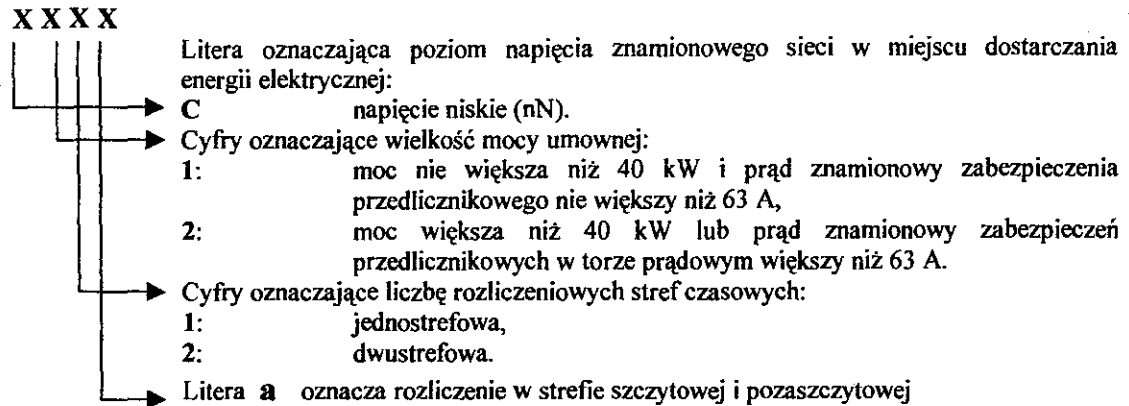 X X X X
Litera oznaczająca poziom napięcia znamionowego sieci w miejscu dostarczania
energii elektrycznej:
C napięcie niskie (nN).
Cyfry oznaczające wielkość mocy umownej:
1: moc nie większa niż 40 kW i prąd znamionowy zabezpieczenia
przedlicznikowego nie większy niż 63 A,
2: moc większa niż 40 kW lub prąd znamionowy zabezpieczeń
przedlicznikowych w torze prądowym większy niż 63 A.
Cyfry oznaczające liczbę rozliczeniowych stref czasowych:
1: jednostrefowa,
2: dwustrefowa.
Litera a oznacza rozliczenie w strefie szczytowej i pozaszczytowej